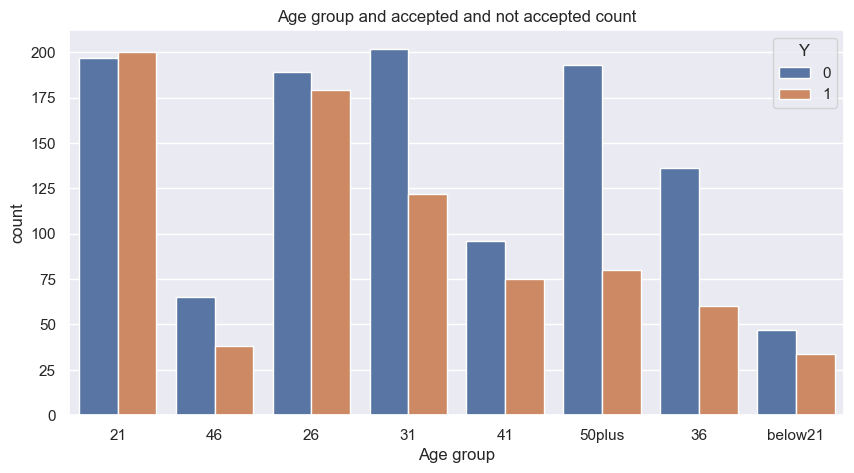 Age group and accepted and not accepted count
Y
0
1
count
200
175
150
125
100
75
50
25
0
21 46 26 31 41 50plus 36 below21
Age group